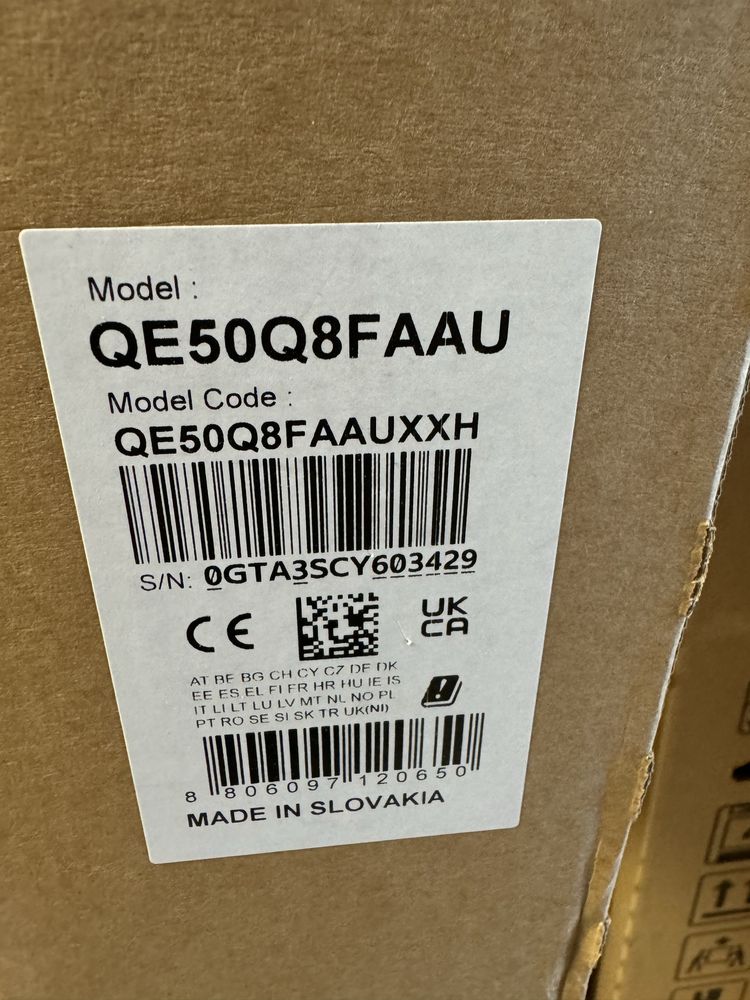 Model :
QE50Q8FAAU
Model Code :
QE50Q8FAAUXXH
S/N: 0GTA3SCY603429
CE
UK
CA
AT BE BG CH CY CZ DE DK
EE ES EL FI FR HR HU IE IS
IT LI LT LU LV MT NL NO PL
PT RO SE SI SK TR UK(NI)
8 806097 120650
MADE IN SLOVAKIA